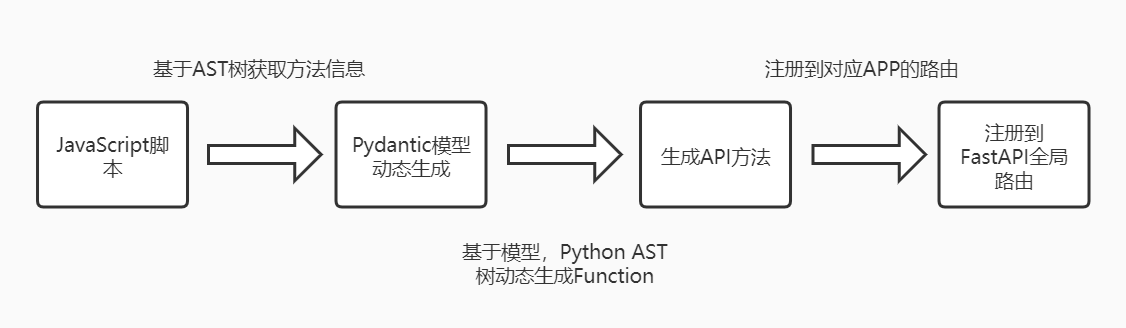 基于AST树获取方法信息
注册到对应APP的路由
JavaScript脚
本
Pydantic模型
动态生成
生成API方法
注册到
FastAPI全局
路由
基于模型，Python AST
树动态生成Function